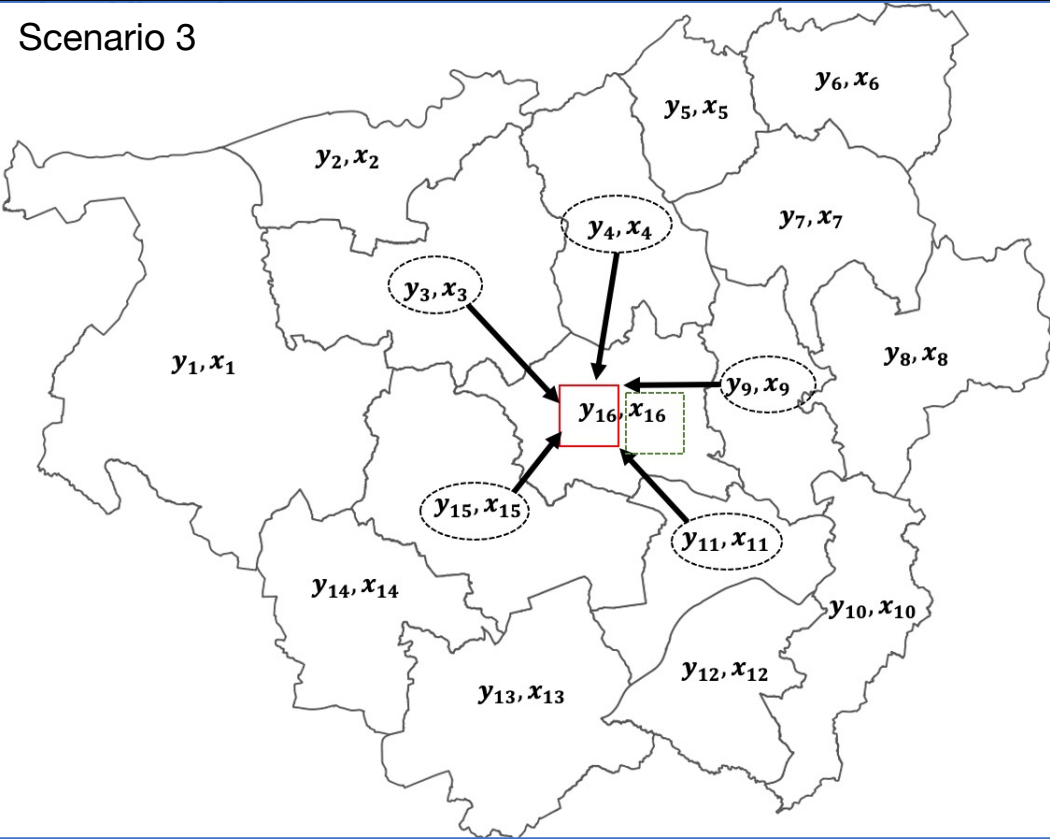 Scenario 3
y₆, x₆
y₅, x₅
y₂, x₂
y₇, x₇
y₄, x₄
y₃, x₃
y₈, x₈
y₁, x₁
y₉, x₉
y₁₆, x₁₆
y₁₅, x₁₅
y₁₁, x₁₁
y₁₄, x₁₄
y₁₀, x₁₀
y₁₂, x₁₂
y₁₃, x₁₃